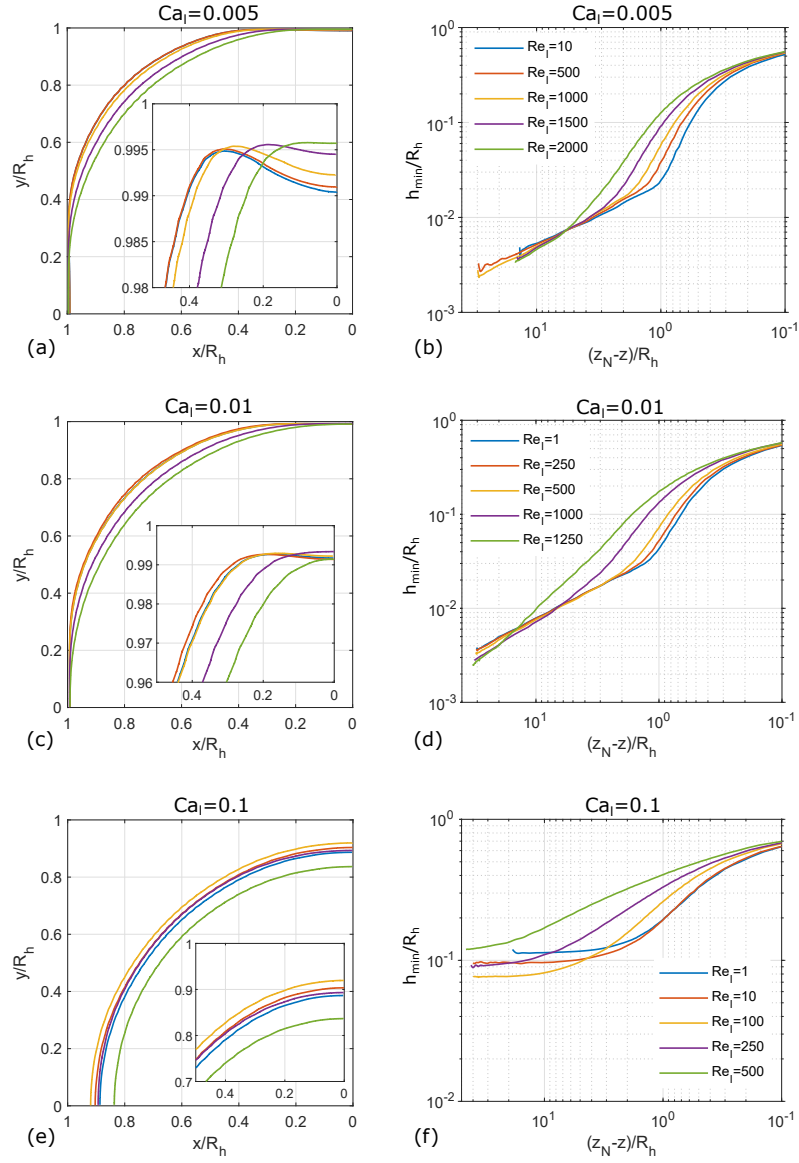 Ca_l=0.005
1
0.8
0.6
0.4
0.2
0
y/R_h
1
0.995
0.99
0.985
0.98
0.4
0.2
0
1
0.8
0.6
0.4
0.2
0
x/R_h
(a)
Ca_l=0.005
10^0
10^-1
10^-2
10^-3
h_min/R_h
Re_l=10
Re_l=500
Re_l=1000
Re_l=1500
Re_l=2000
10^1
10^0
10^-1
(z_N-z)/R_h
(b)
Ca_l=0.01
1
0.8
0.6
0.4
0.2
0
y/R_h
1
0.99
0.98
0.97
0.96
0.4
0.2
0
1
0.8
0.6
0.4
0.2
0
x/R_h
(c)
Ca_l=0.01
10^0
10^-1
10^-2
10^-3
h_min/R_h
Re_l=1
Re_l=250
Re_l=500
Re_l=1000
Re_l=1250
10^1
10^0
10^-1
(z_N-z)/R_h
(d)
Ca_l=0.1
1
0.8
0.6
0.4
0.2
0
y/R_h
1
0.9
0.8
0.7
0.5
0.4
0.3
0.2
0.1
0
1
0.8
0.6
0.4
0.2
0
x/R_h
(e)
Ca_l=0.1
10^0
10^-1
10^-2
h_min/R_h
Re_l=1
Re_l=10
Re_l=100
Re_l=250
Re_l=500
10^1
10^0
10^-1
(z_N-z)/R_h
(f)